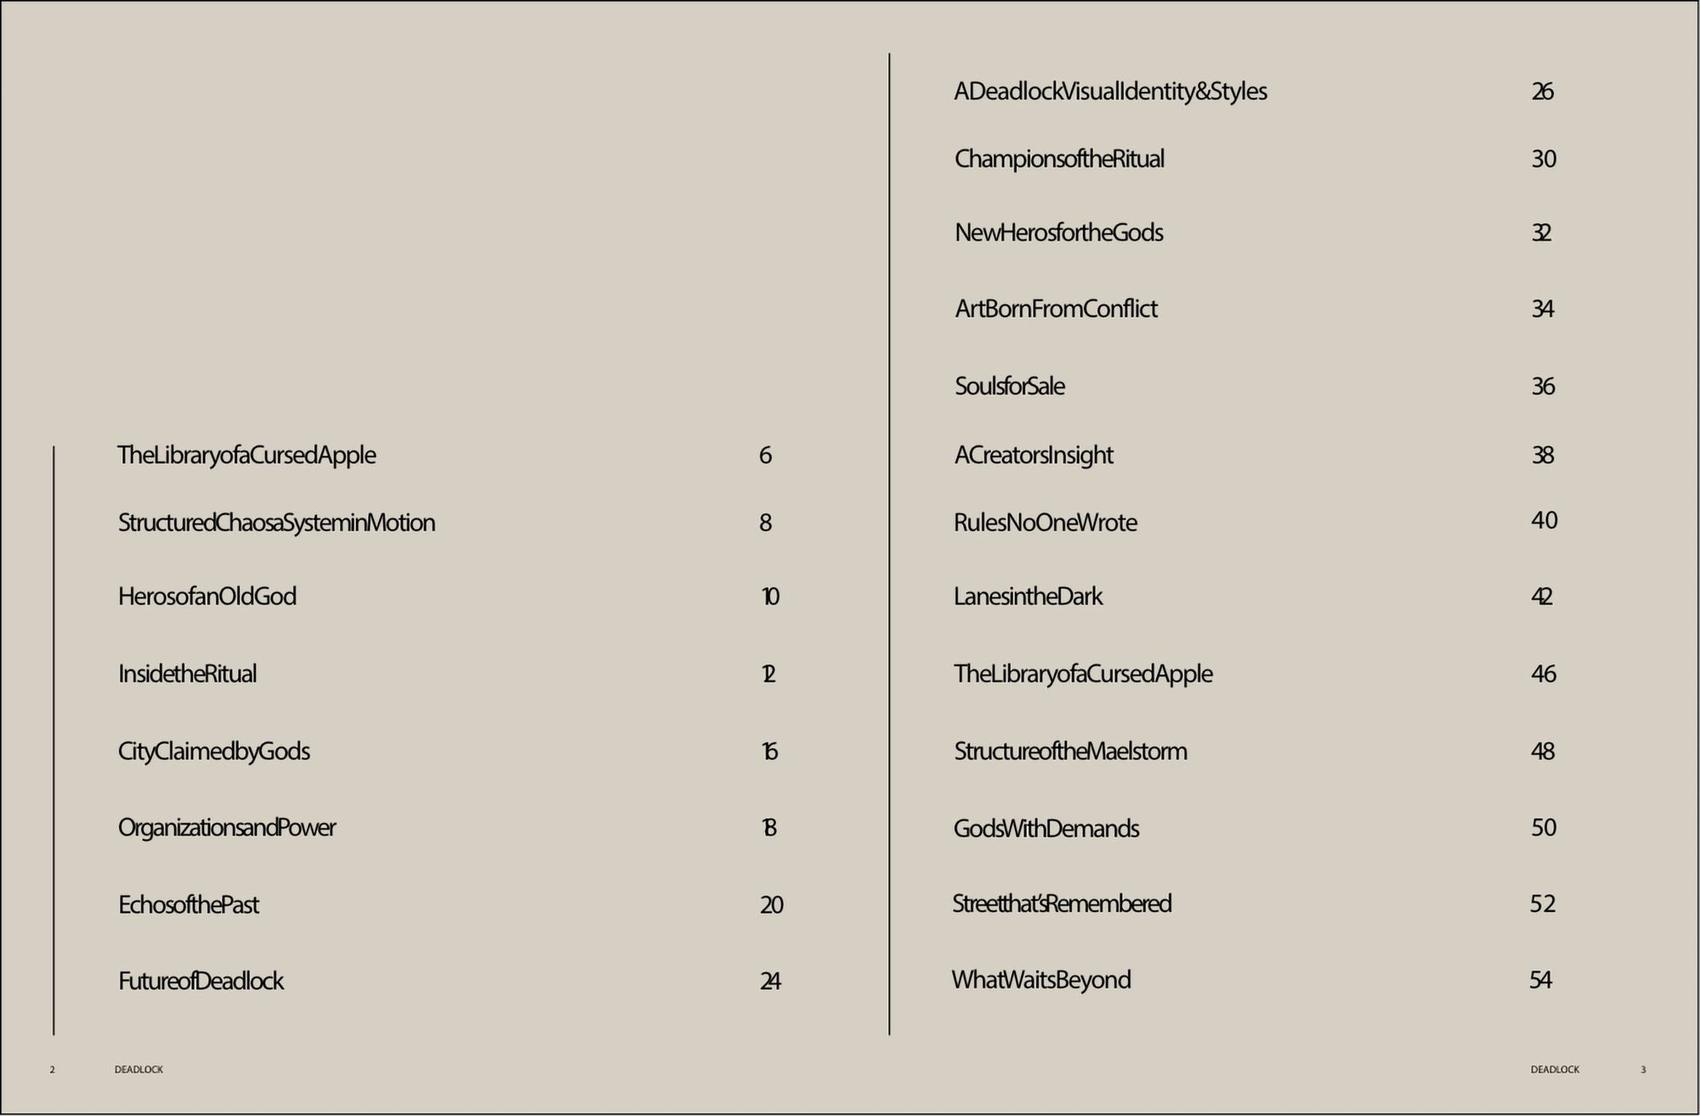 TheLibraryofaCursedApple 6
StructuredChaosaSysteminMotion 8
HerosofanOldGod 10
InsidetheRitual 12
CityClaimedbyGods 16
OrganizationsandPower 18
EchosofthePast 20
FutureofDeadlock 24
2 DEADLOCK
ADeadlockVisualIdentity&Styles 26
ChampionsoftheRitual 30
NewHerosfortheGods 32
ArtBornFromConflict 34
SoulsforSale 36
ACreatorsInsight 38
RulesNoOneWrote 40
LanesintheDark 42
TheLibraryofaCursedApple 46
StructureoftheMaelstorm 48
GodsWithDemands 50
Streetthat'sRemembered 52
WhatWaitsBeyond 54
DEADLOCK 3